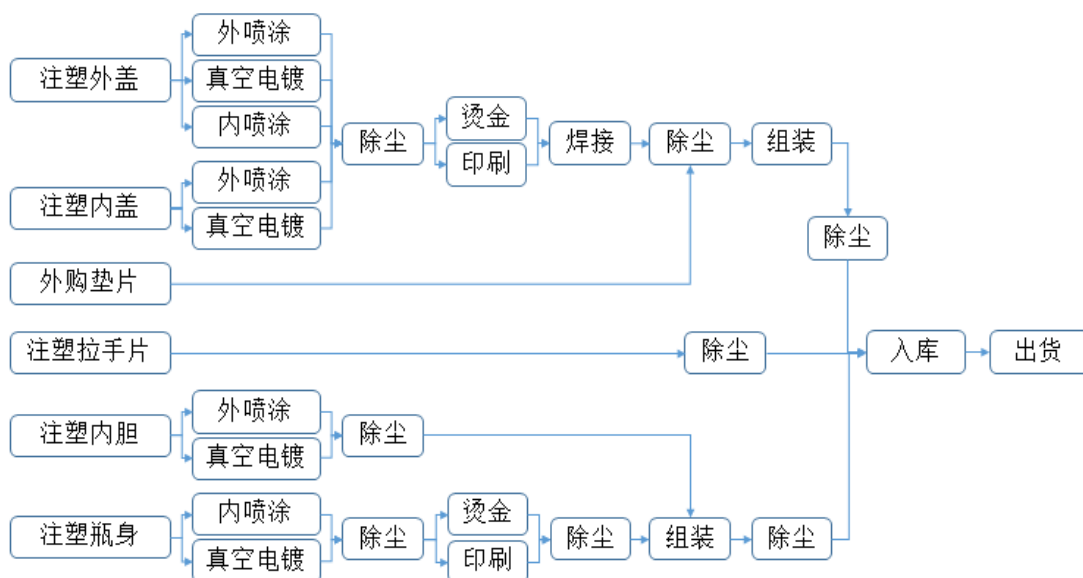 外喷涂
注塑外盖
真空电镀
内喷涂
除尘
烫金
印刷
焊接
除尘
组装
注塑内盖
外喷涂
真空电镀
除尘
外购垫片
注塑拉手片
除尘
入库
出货
注塑内胆
外喷涂
真空电镀
除尘
注塑瓶身
内喷涂
真空电镀
除尘
烫金
印刷
除尘
组装
除尘